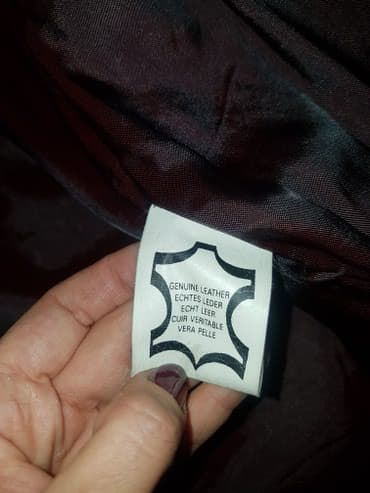 GENUINE LEATHER
ECHTES LEDER
ECHT LEER
CUIR VERITABLE
VERA PELLE